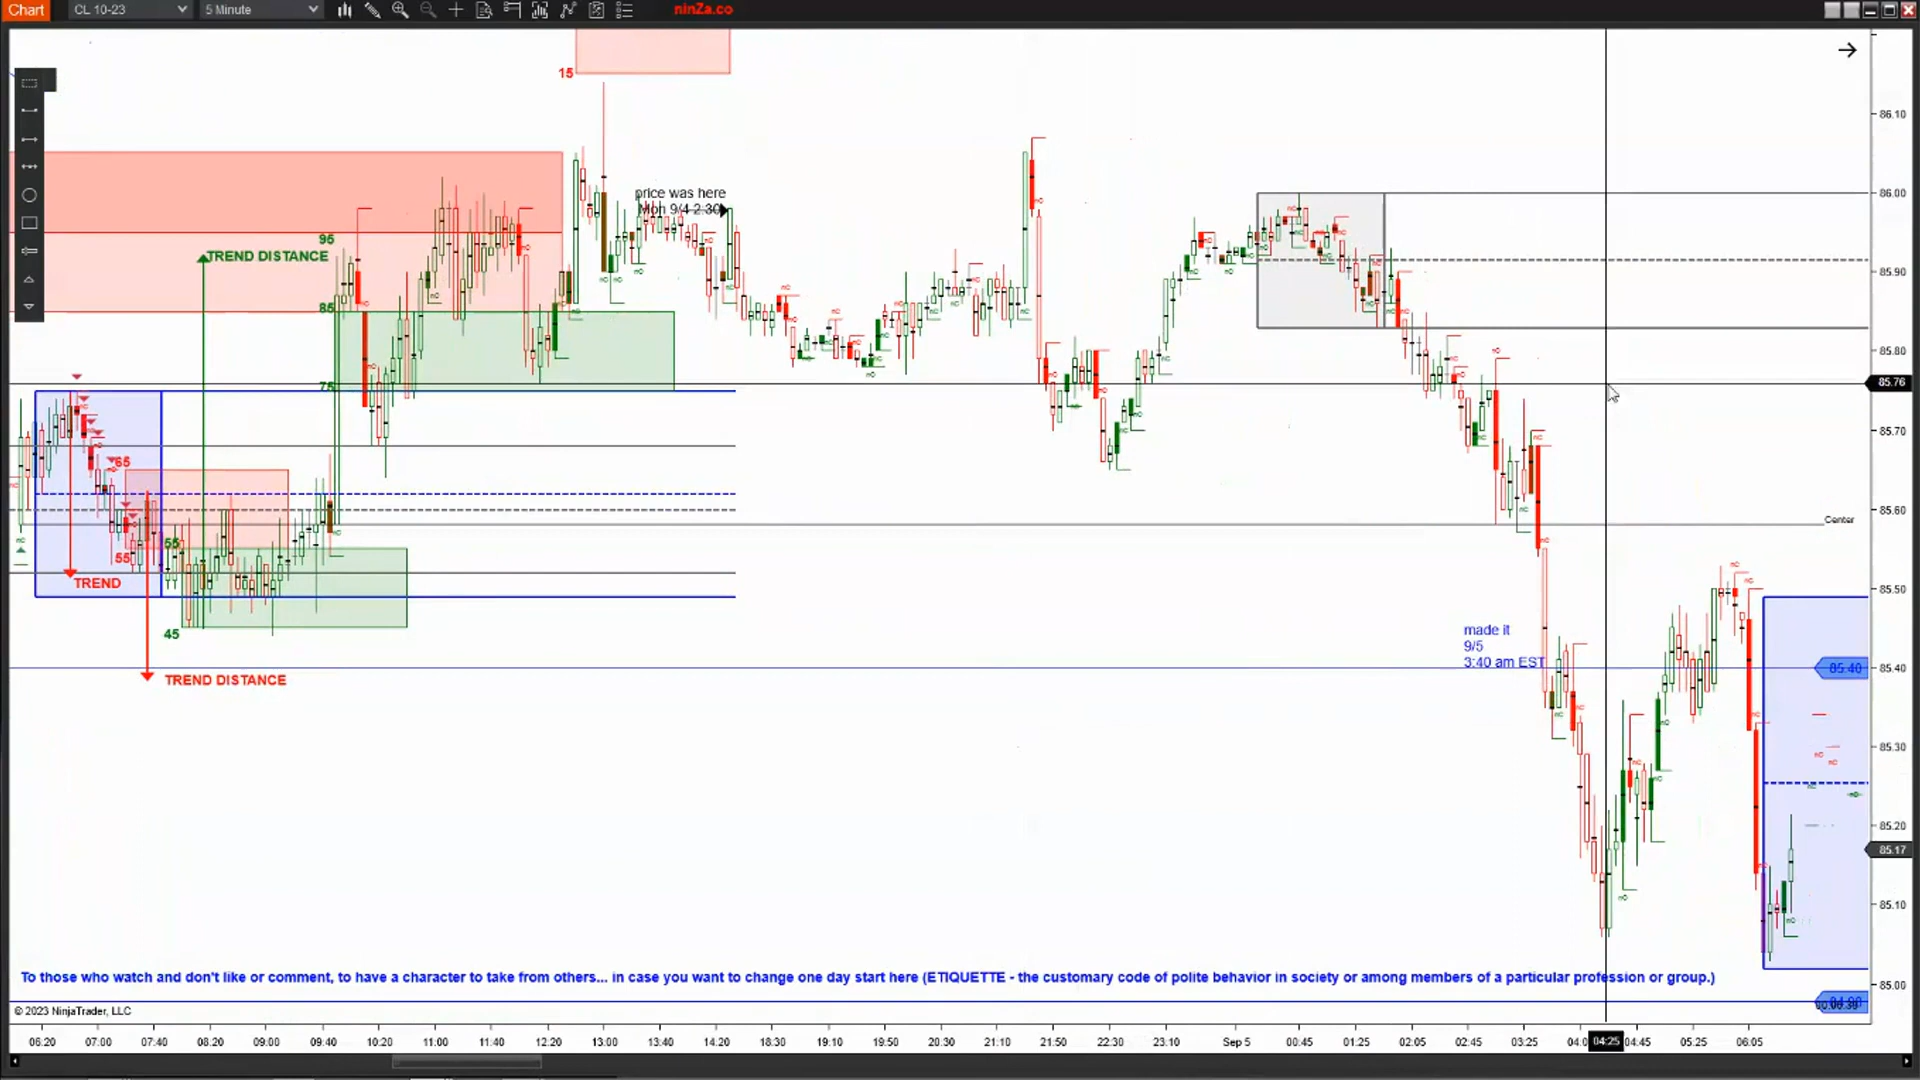 Chart
CL 10-23
5 Minute
ninZa.co
15
86.10
price was here
Mon 9/4 2:30
86.00
95
TREND DISTANCE
85.90
85
85.80
75
85.76
85.70
65
85.60
Center
55
55
TREND
85.50
45
made it
9/5
3:40 am EST
85.40
85.40
TREND DISTANCE
85.30
85.20
85.17
85.10
To those who watch and don't like or comment, to have a character to take from others... in case you want to change one day start here (ETIQUETTE - the customary code of polite behavior in society or among members of a particular profession or group.)
85.00
© 2023 NinjaTrader, LLC
06:20 07:00 07:40 08:20 09:00 09:40 10:20 11:00 11:40 12:20 13:00 13:40 14:20 18:30 19:10 19:50 20:30 21:10 21:50 22:30 23:10 Sep 5 00:45 01:25 02:05 02:45 03:25 04:25 04:45 05:25 06:05